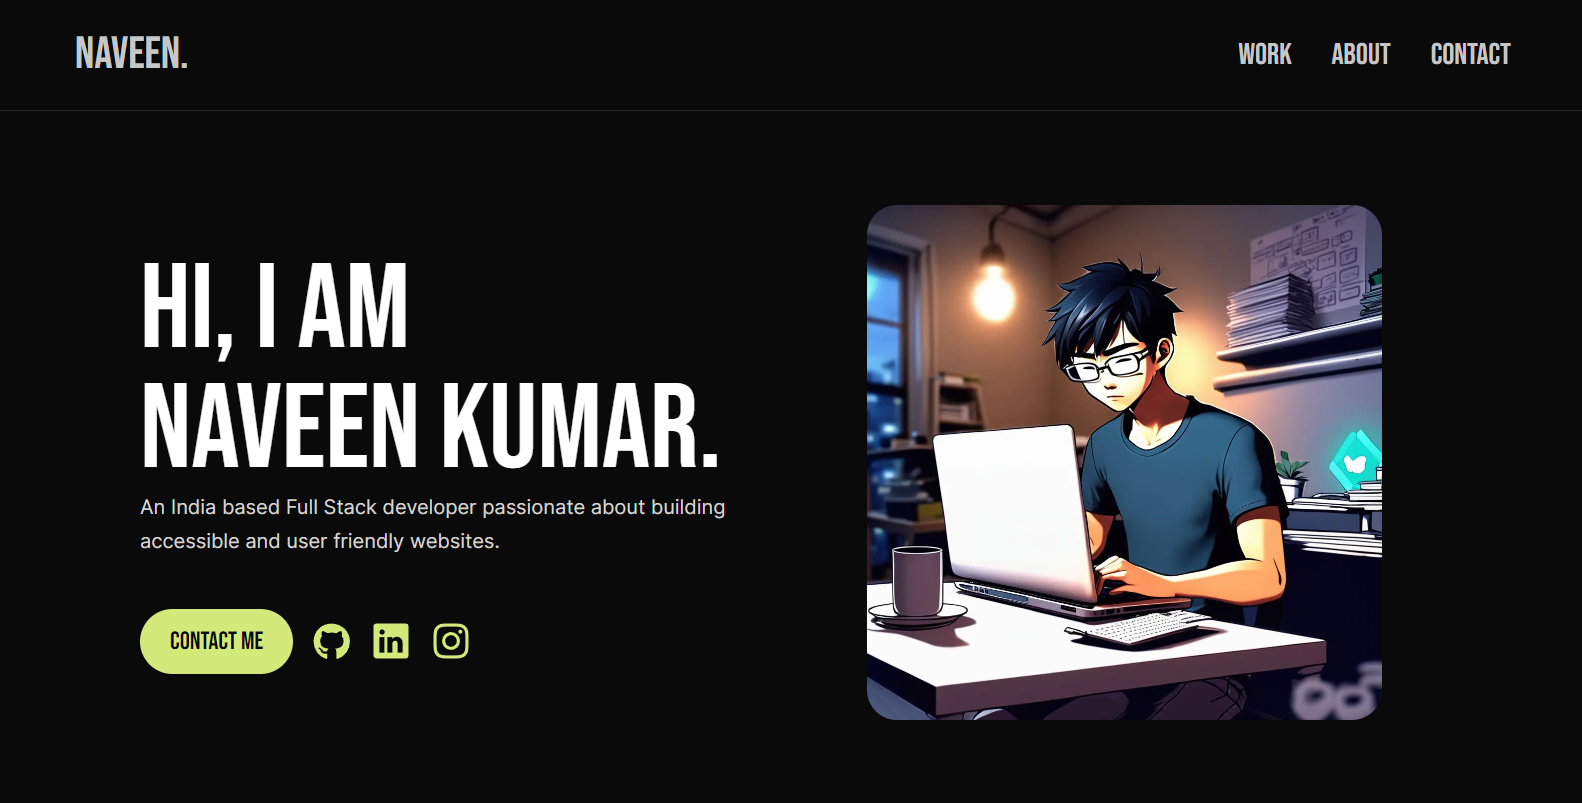 NAVEEN.
WORK ABOUT CONTACT
HI, I AM
NAVEEN KUMAR.
An India based Full Stack developer passionate about building
accessible and user friendly websites.
CONTACT ME
in